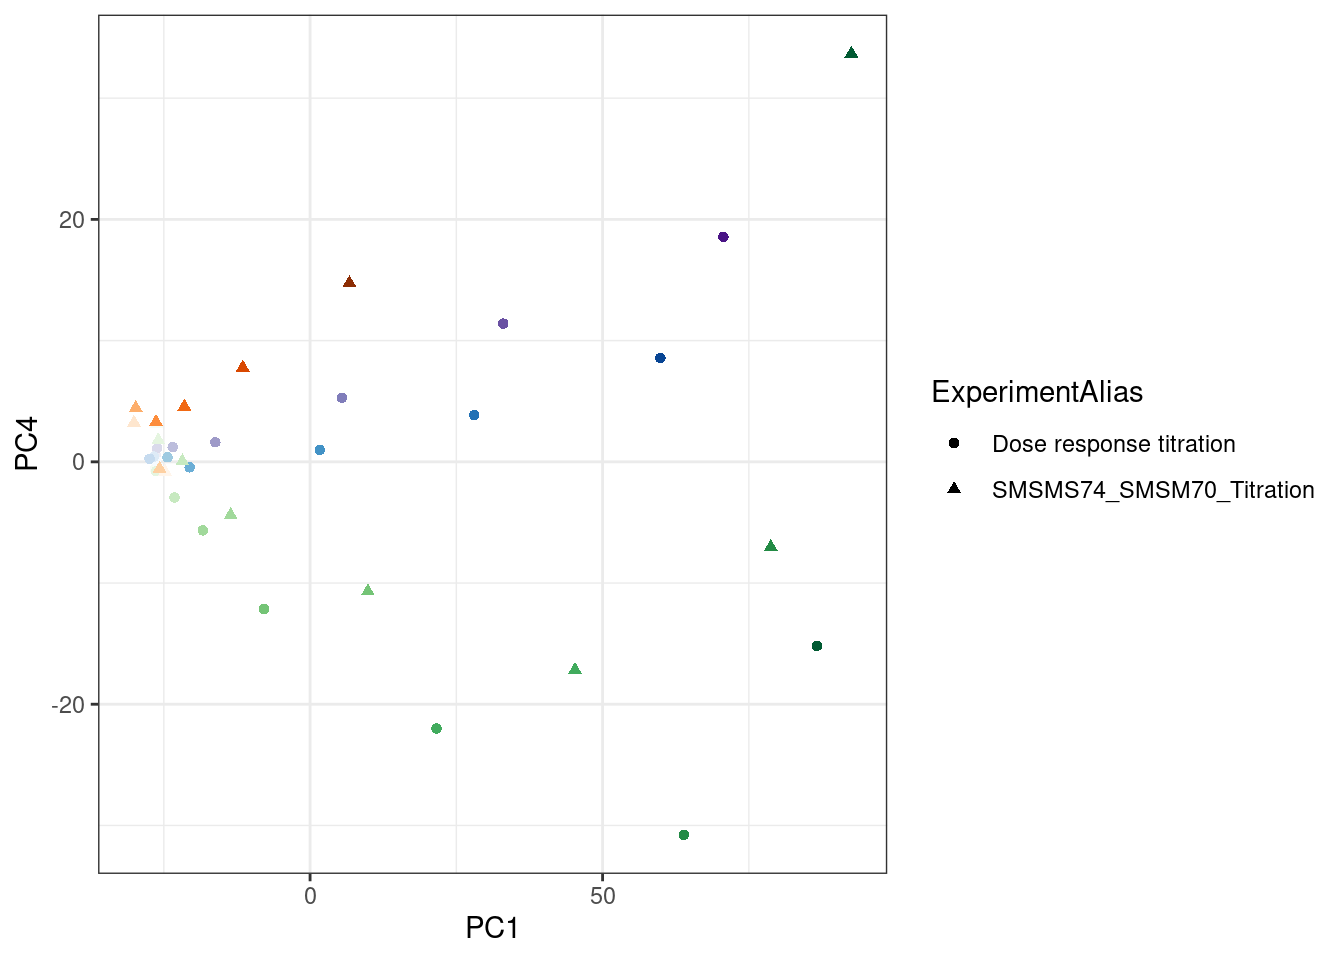 20
0
-20
PC4
0
50
PC1
ExperimentAlias
Dose response titration
SMSMS74_SMSM70_Titration